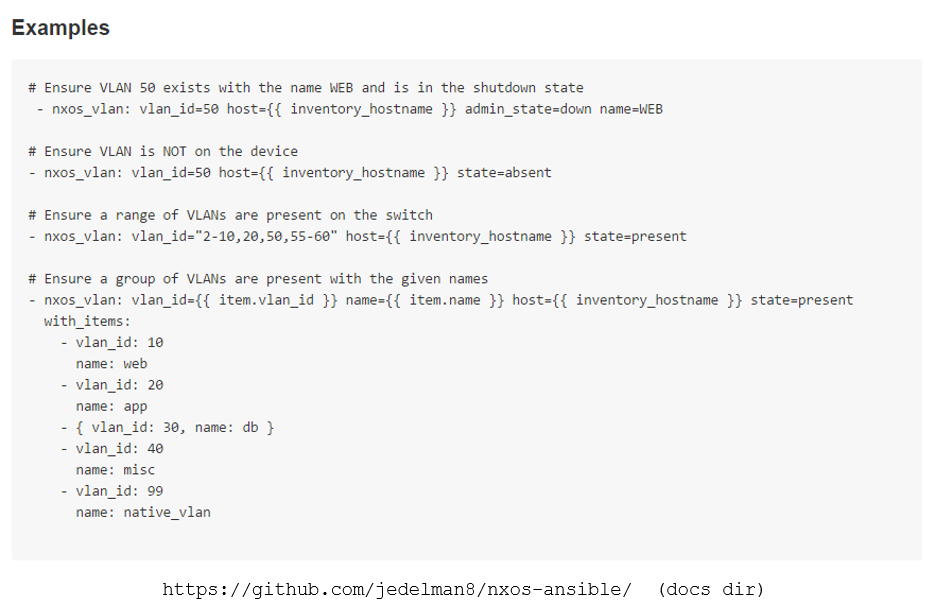 Examples
# Ensure VLAN 50 exists with the name WEB and is in the shutdown state
 - nxos_vlan: vlan_id=50 host={{ inventory_hostname }} admin_state=down name=WEB
# Ensure VLAN is NOT on the device
- nxos_vlan: vlan_id=50 host={{ inventory_hostname }} state=absent
# Ensure a range of VLANs are present on the switch
- nxos_vlan: vlan_id="2-10,20,50,55-60" host={{ inventory_hostname }} state=present
# Ensure a group of VLANs are present with the given names
- nxos_vlan: vlan_id={{ item.vlan_id }} name={{ item.name }} host={{ inventory_hostname }} state=present
  with_items:
    - vlan_id: 10
      name: web
    - vlan_id: 20
      name: app
    - { vlan_id: 30, name: db }
    - vlan_id: 40
      name: misc
    - vlan_id: 99
      name: native_vlan
https://github.com/jedelman8/nxos-ansible/  (docs dir)